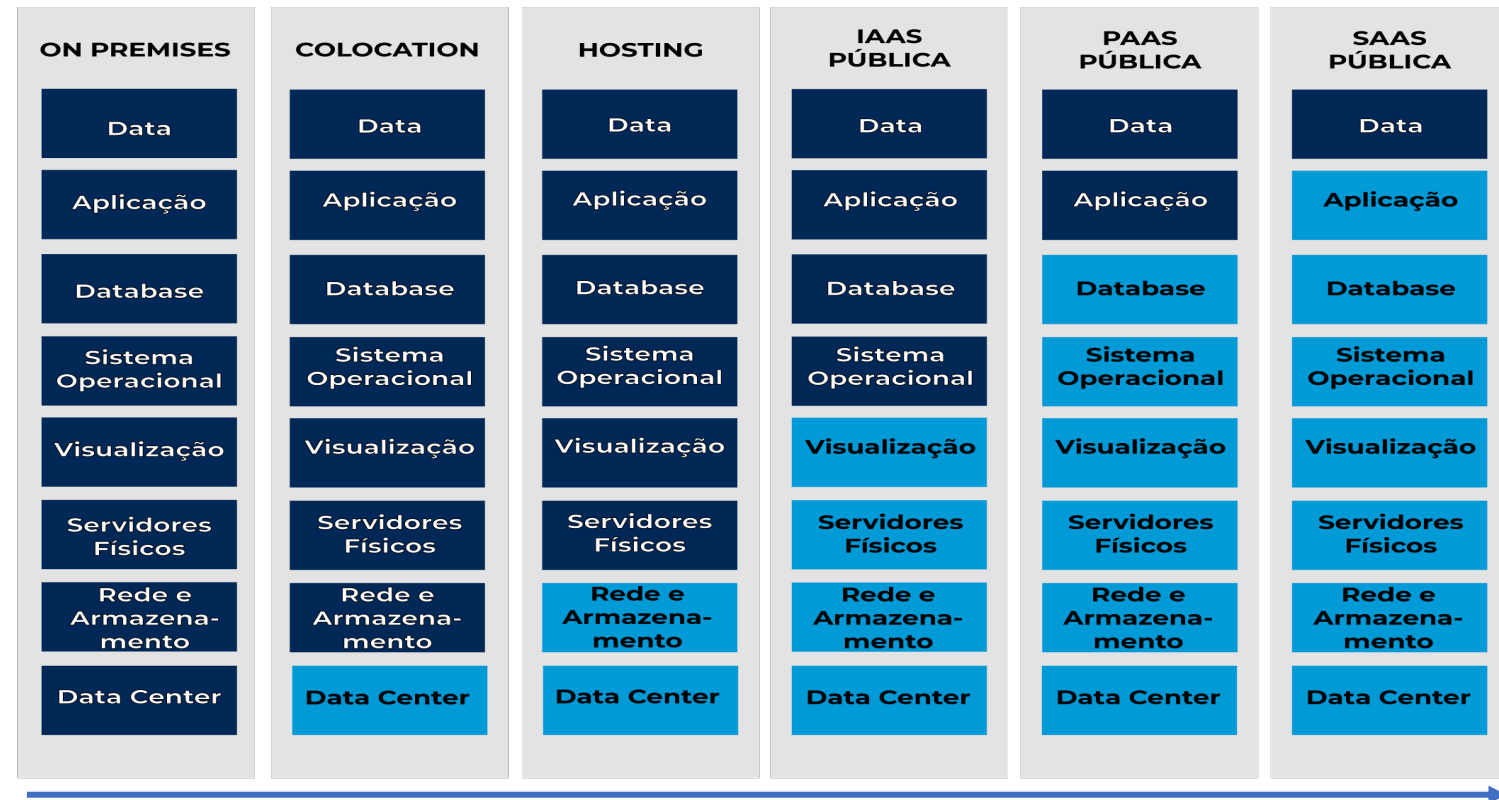 ON PREMISES
Data
Aplicação
Database
Sistema
Operacional
Visualização
Servidores
Físicos
Rede e
Armazena-
mento
Data Center
COLOCATION
Data
Aplicação
Database
Sistema
Operacional
Visualização
Servidores
Físicos
Rede e
Armazena-
mento
Data Center
HOSTING
Data
Aplicação
Database
Sistema
Operacional
Visualização
Servidores
Físicos
Rede e
Armazena-
mento
Data Center
IAAS
PÚBLICA
Data
Aplicação
Database
Sistema
Operacional
Visualização
Servidores
Físicos
Rede e
Armazena-
mento
Data Center
PAAS
PÚBLICA
Data
Aplicação
Database
Sistema
Operacional
Visualização
Servidores
Físicos
Rede e
Armazena-
mento
Data Center
SAAS
PÚBLICA
Data
Aplicação
Database
Sistema
Operacional
Visualização
Servidores
Físicos
Rede e
Armazena-
mento
Data Center